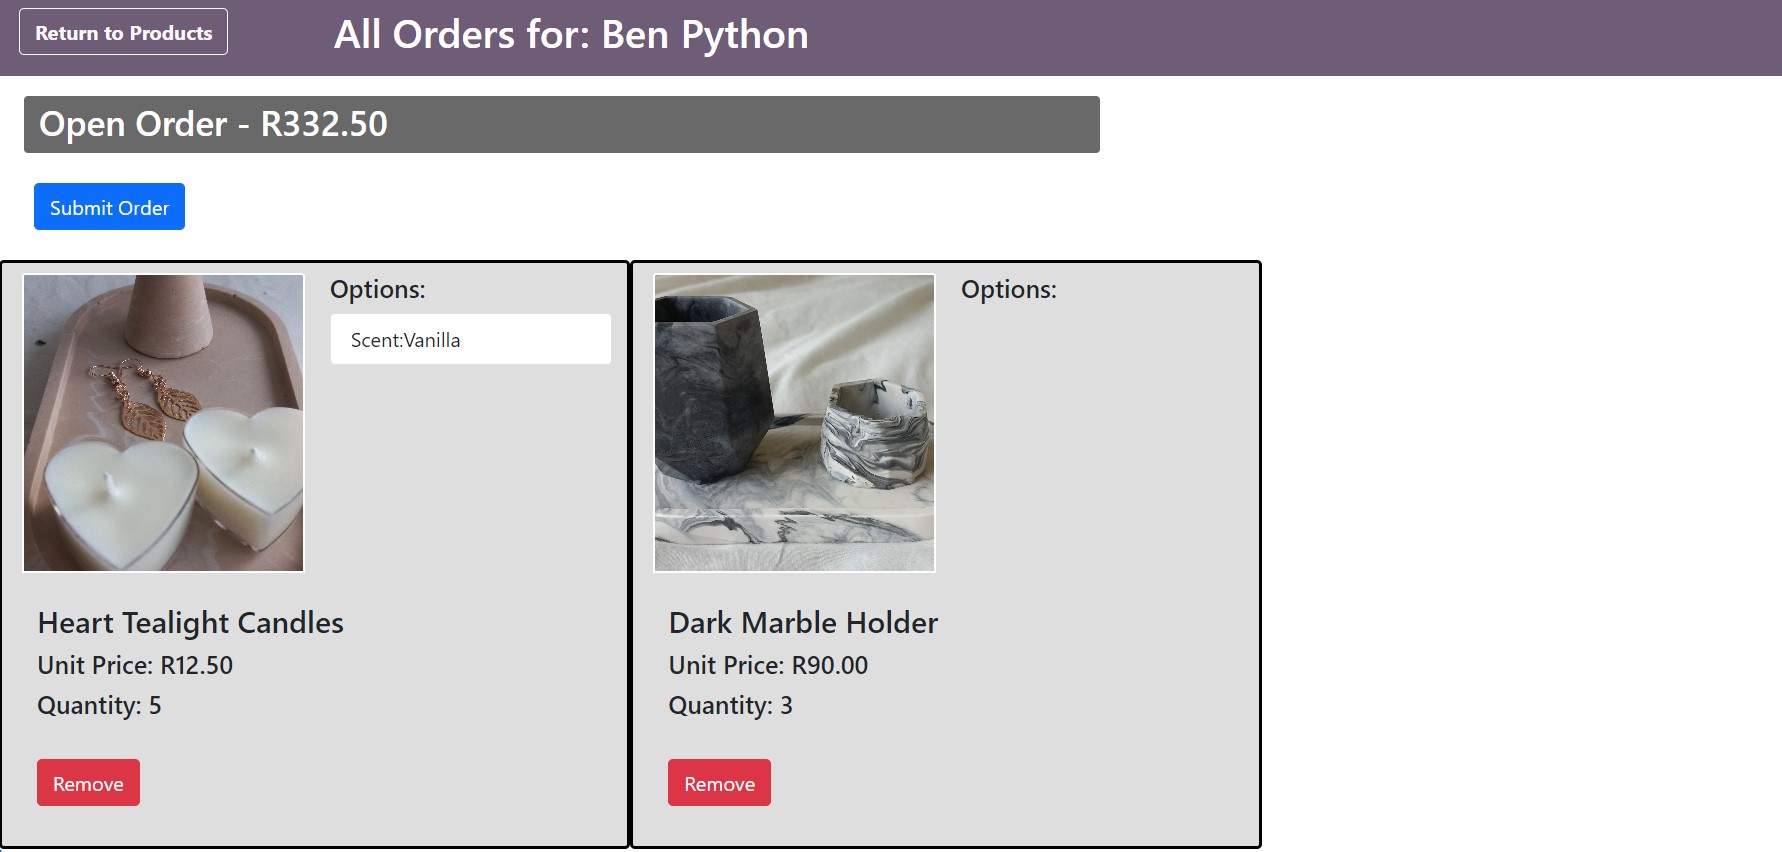 Return to Products
All Orders for: Ben Python
Open Order - R332.50
Submit Order
Options:
Scent:Vanilla
Heart Tealight Candles
Unit Price: R12.50
Quantity: 5
Remove
Options:
Dark Marble Holder
Unit Price: R90.00
Quantity: 3
Remove